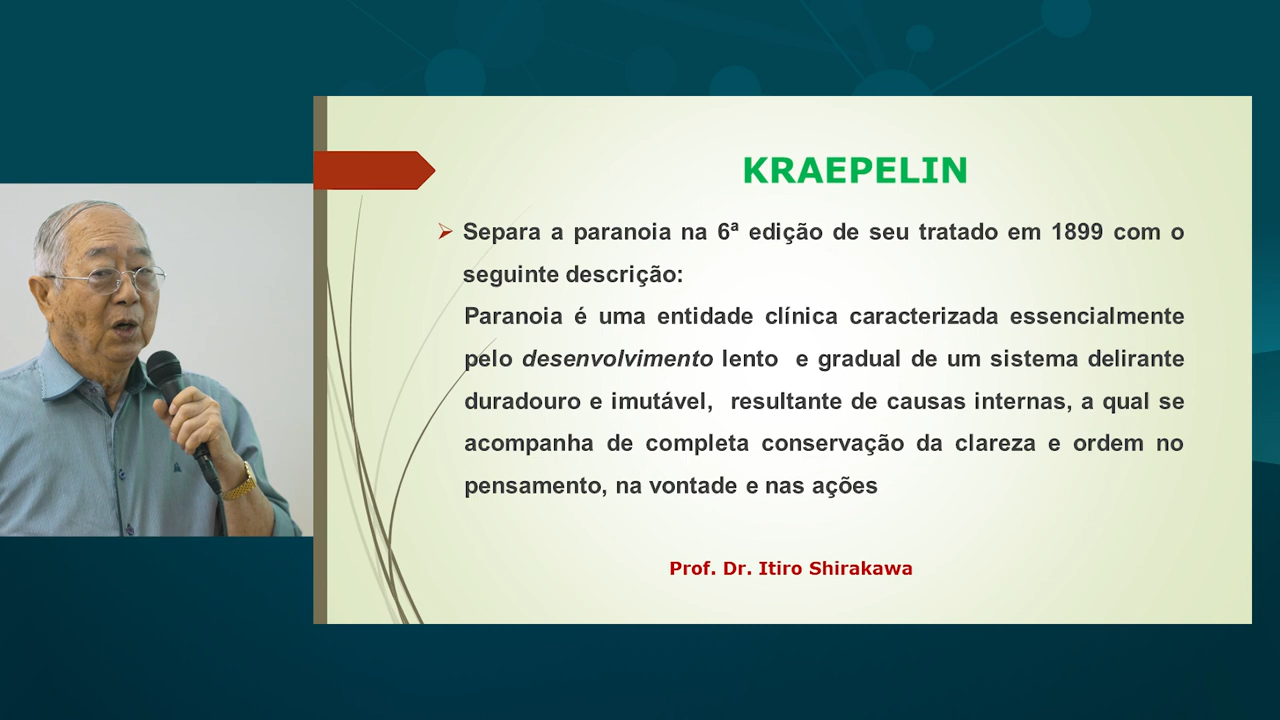 KRAEPELIN
Separa a paranoia na 6ª edição de seu tratado em 1899 com o
seguinte descrição:
Paranoia é uma entidade clínica caracterizada essencialmente
pelo desenvolvimento lento e gradual de um sistema delirante
duradouro e imutável, resultante de causas internas, a qual se
acompanha de completa conservação da clareza e ordem no
pensamento, na vontade e nas ações
Prof. Dr. Itiro Shirakawa